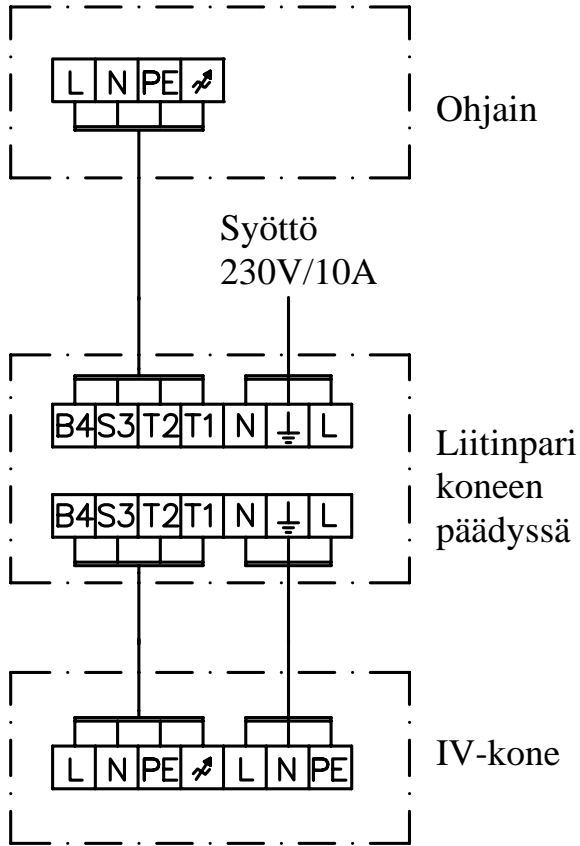 L N PE
Ohjain
Syöttö
230V/10A
B4 S3 T2 T1 N L
Liitinpari
koneen
päädyssä
B4 S3 T2 T1 N L
L N PE L N PE
IV-kone